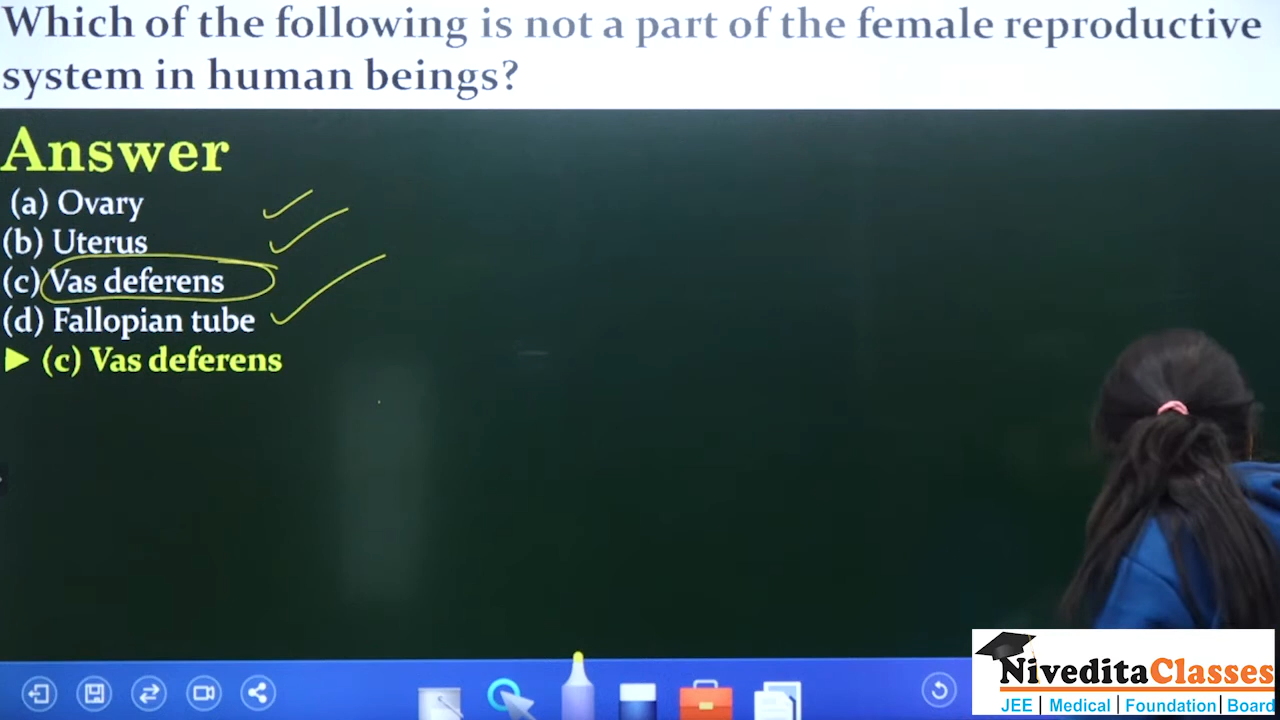 Which of the following is not a part of the female reproductive
system in human beings?
Answer
(a) Ovary
(b) Uterus
(c) Vas deferens
(d) Fallopian tube
► (c) Vas deferens
NiveditaClasses
JEE | Medical | Foundation | Board